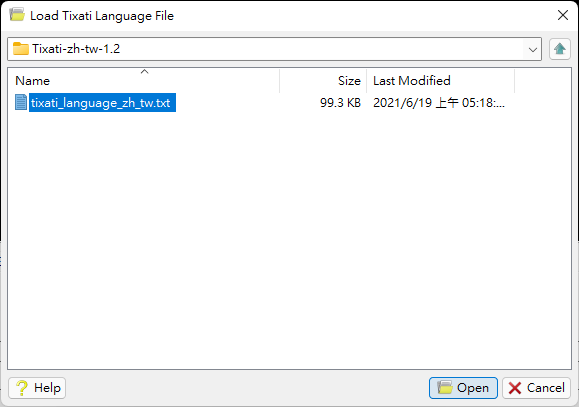 Load Tixati Language File
Tixati-zh-tw-1.2
Name Size Last Modified
tixati_language_zh_tw.txt 99.3 KB 2021/6/19 上午 05:18:...
Help Open Cancel